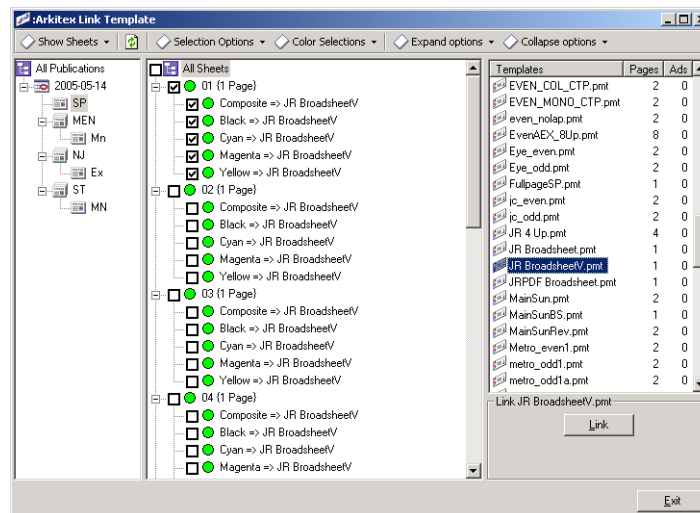 :Arkitex Link Template
Show Sheets Selection Options Color Selections Expand options Collapse options
All Publications
2005-05-14
SP
MEN
Mn
NJ
Ex
ST
MN
All Sheets
01 {1 Page}
Composite => JR BroadsheetV
Black => JR BroadsheetV
Cyan => JR BroadsheetV
Magenta => JR BroadsheetV
Yellow => JR BroadsheetV
02 {1 Page}
Composite => JR BroadsheetV
Black => JR BroadsheetV
Cyan => JR BroadsheetV
Magenta => JR BroadsheetV
Yellow => JR BroadsheetV
03 {1 Page}
Composite => JR BroadsheetV
Black => JR BroadsheetV
Cyan => JR BroadsheetV
Magenta => JR BroadsheetV
Yellow => JR BroadsheetV
04 {1 Page}
Composite => JR BroadsheetV
Black => JR BroadsheetV
Cyan => JR BroadsheetV
Magenta => JR BroadsheetV
Templates Pages Ads
EVEN_COL_CTP.pmt 2 0
EVEN_MONO_CTP.pmt 2 0
even_nolap.pmt 2 0
EvenAEX_8Up.pmt 8 0
Eye_even.pmt 2 0
Eye_odd.pmt 2 0
FullpageSP.pmt 1 0
jc_even.pmt 2 0
jc_odd.pmt 2 0
JR 4 Up.pmt 4 0
JR Broadsheet.pmt 1 0
JR BroadsheetV.pmt 1 0
JRPDF Broadsheet.pmt 1 0
MainSun.pmt 2 0
MainSunBS.pmt 1 0
MainSunRev.pmt 2 0
Metro_even1.pmt 2 0
metro_odd1.pmt 2 0
metro_odd1a.pmt 2 0
Link JR BroadsheetV.pmt
Link
Exit